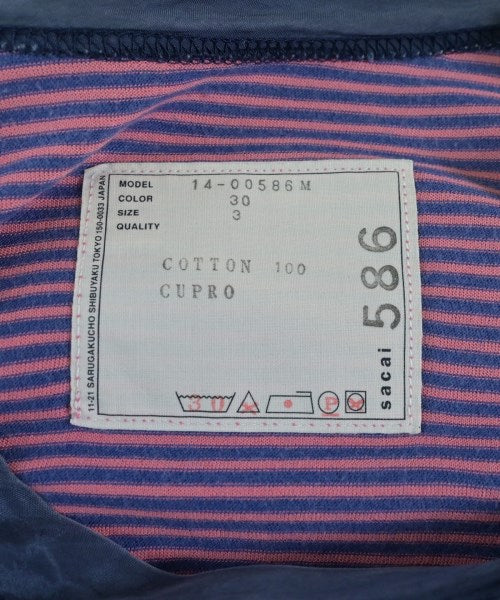 MODEL 14-00586M
COLOR 30
SIZE 3
QUALITY
COTTON 100
CUPRO
30
P
sacai 586
11-21 SARUGAKUCHO SHIBUYAKU TOKYO 150-0033 JAPAN